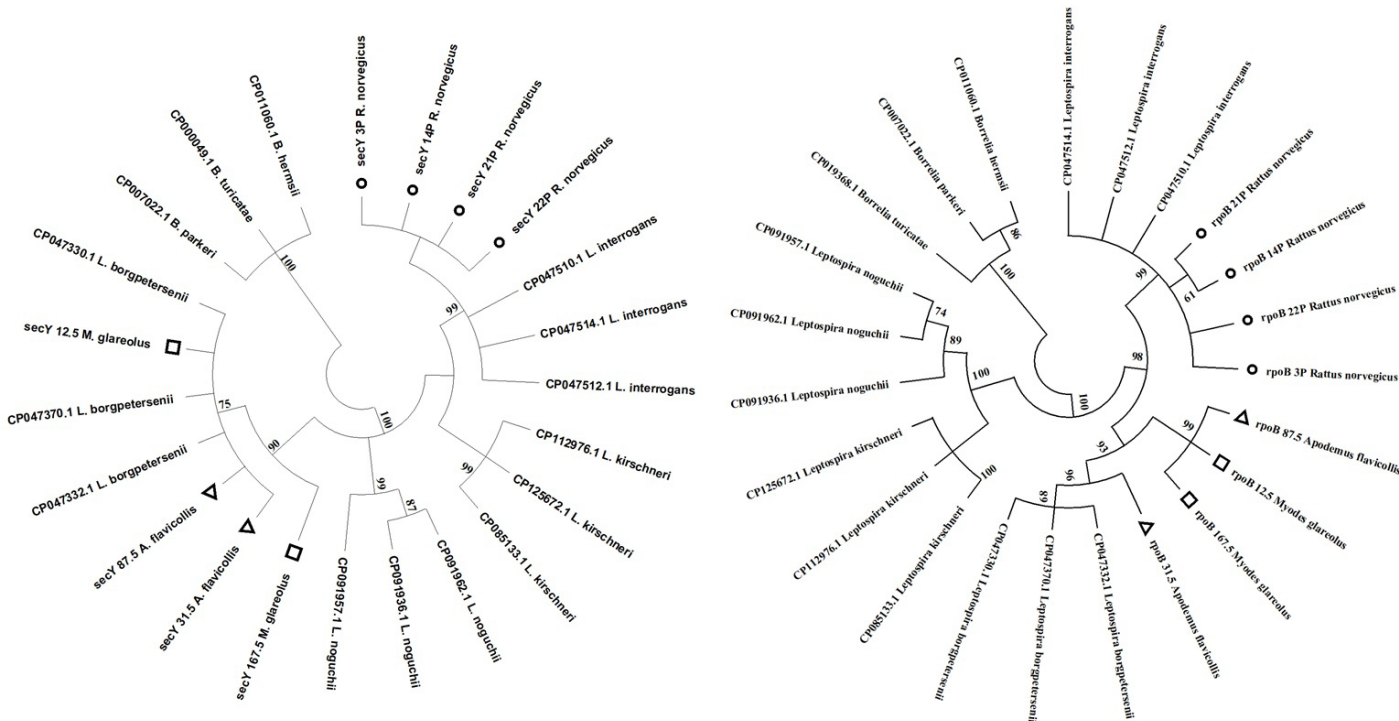 CP011060.1 B. hermsii
secY 3P R. norvegicus
secY 14P R. norvegicus
secY 21P R. norvegicus
secY 22P R. norvegicus
CP047510.1 L. interrogans
CP047514.1 L. interrogans
CP047512.1 L. interrogans
CP112976.1 L. kirschneri
CP125672.1 L. kirschneri
CP085133.1 L. kirschneri
CP091962.1 L. noguchii
CP091936.1 L. noguchii
CP091957.1 L. noguchii
secY 167.5 M. glareolus
secY 31.5 A. flavicollis
secY 87.5 A. flavicollis
CP047332.1 L. borgpetersenii
CP047370.1 L. borgpetersenii
secY 12.5 M. glareolus
CP047330.1 L. borgpetersenii
CP007022.1 B. parkeri
CP000049.1 B. turicatae
100
99
99
87
99
100
90
75
CP047514.1 Leptospira interrogans
CP047512.1 Leptospira interrogans
CP047510.1 Leptospira interrogans
rpoB 21P Rattus norvegicus
rpoB 14P Rattus norvegicus
rpoB 22P Rattus norvegicus
rpoB 3P Rattus norvegicus
rpoB 87.5 Apodemus flavicollis
rpoB 12.5 Myodes glareolus
rpoB 167.5 Myodes glareolus
rpoB 31.5 Apodemus flavicollis
CP047332.1 Leptospira borgpetersenii
CP047370.1 Leptospira borgpetersenii
CP047330.1 Leptospira borgpetersenii
CP085133.1 Leptospira kirschneri
CP112976.1 Leptospira kirschneri
CP125672.1 Leptospira kirschneri
CP091936.1 Leptospira noguchii
CP091962.1 Leptospira noguchii
CP091957.1 Leptospira noguchii
CP019368.1 Borrelia turicatae
CP007022.1 Borrelia parkeri
CP011060.1 Borrelia hermsii
86
100
99
61
98
99
93
96
89
100
100
89
74
100